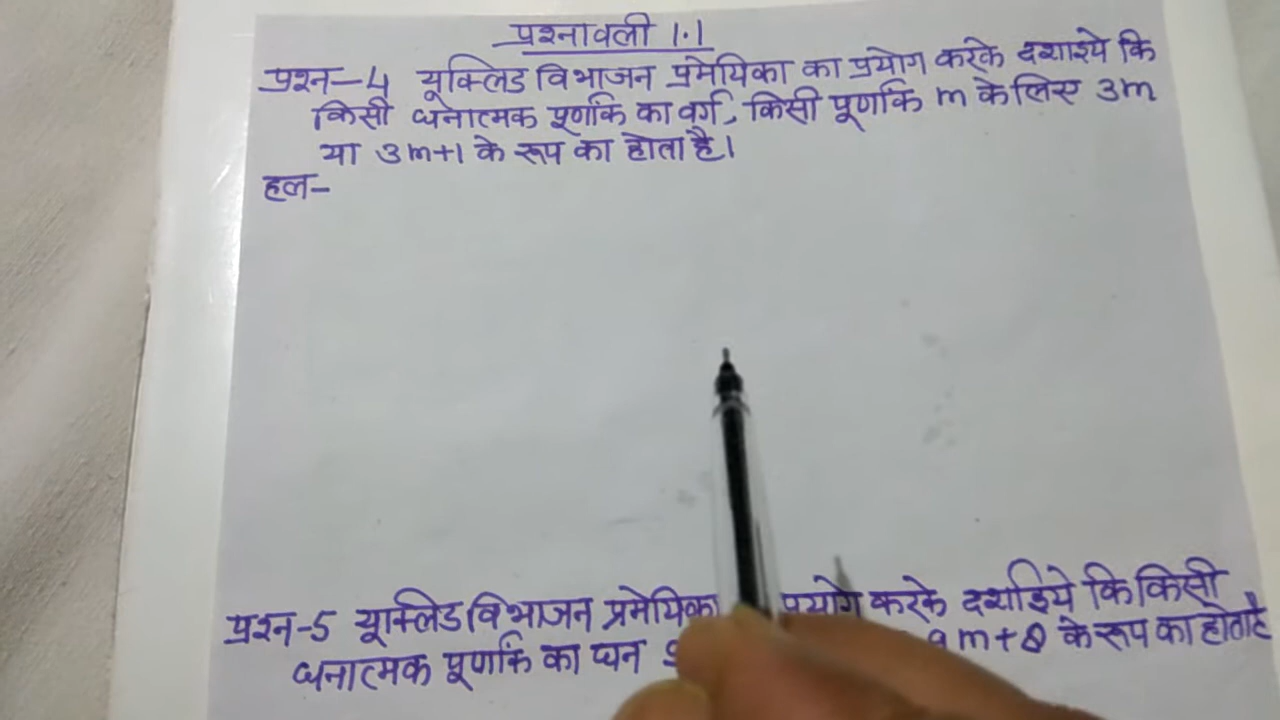 प्रश्नावली 1.1
प्रश्न-4 यूक्लिड विभाजन प्रमेयिका का प्रयोग करके दर्शाइये कि
किसी धनात्मक पूर्णांक का वर्ग, किसी पूर्णांक m के लिए 3m
या 3m+1 के रूप का होता है।
हल-
प्रश्न-5 यूक्लिड विभाजन प्रमेयिका प्रयोग करके दर्शाइये कि किसी
धनात्मक पूर्णांक का घन 9m+8 के रूप का होता है